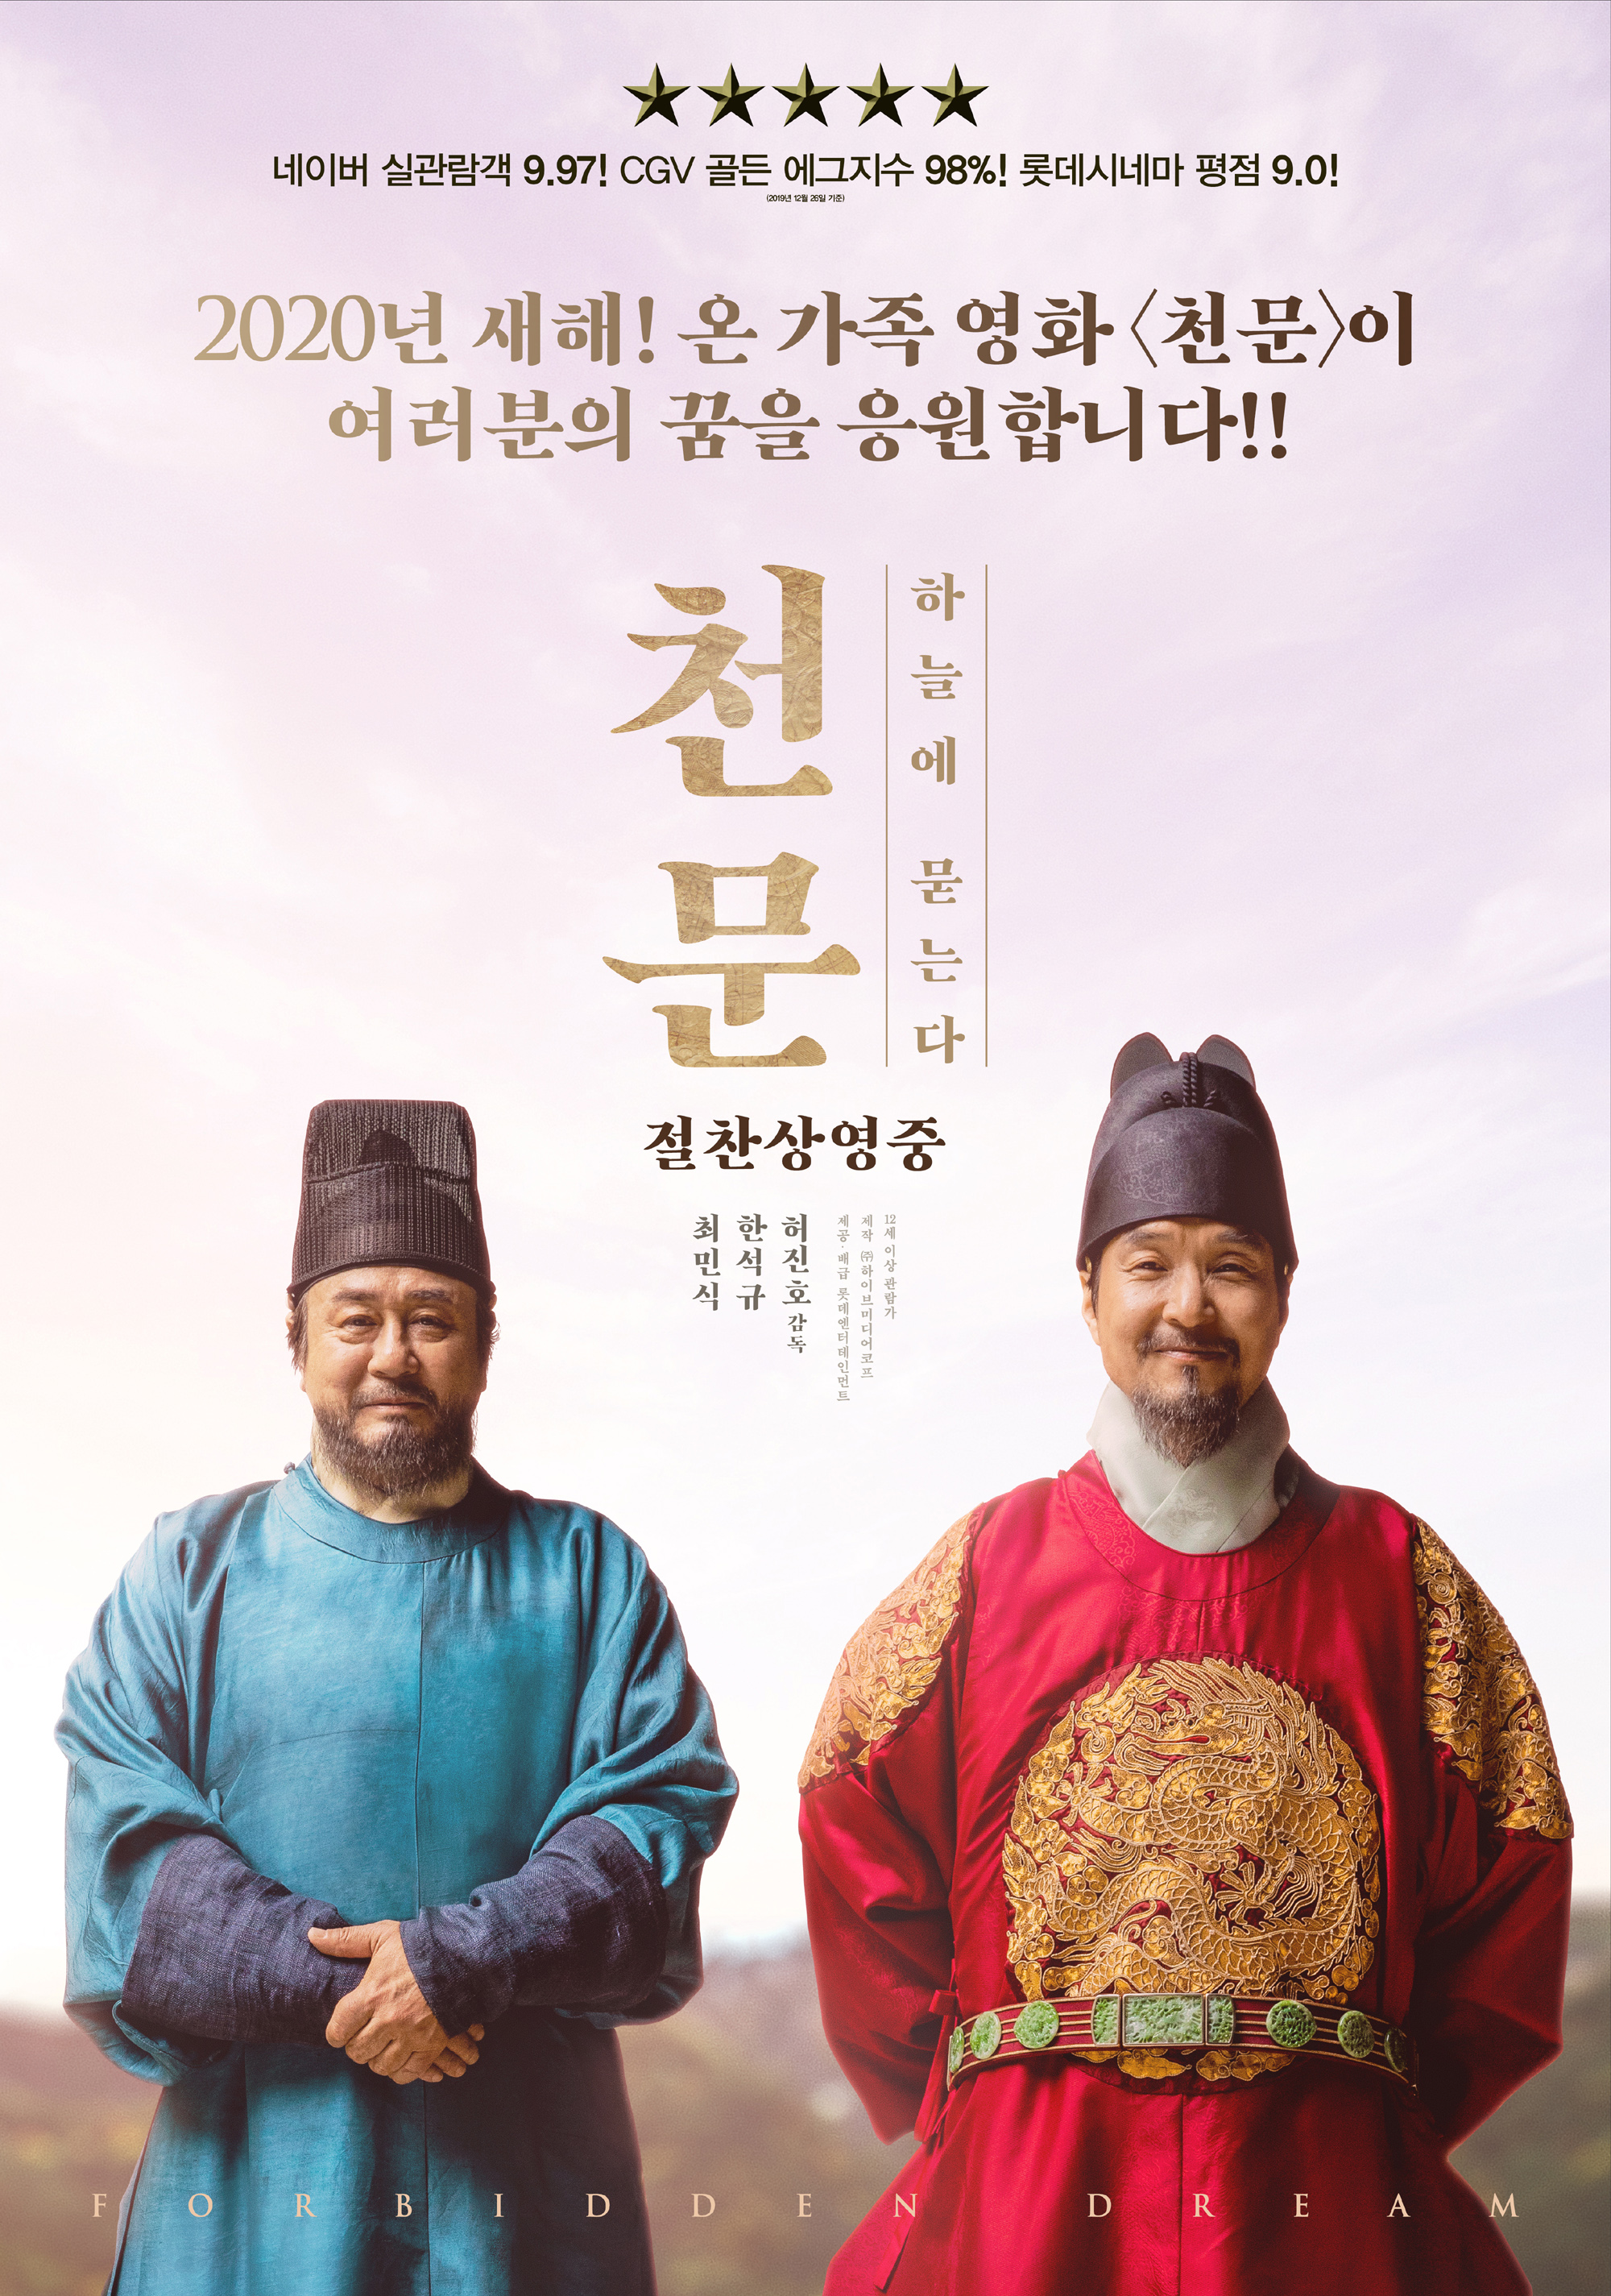 네이버 실관람객 9.97! CGV 골든 에그지수 98%! 롯데시네마 평점 9.0!
(2019년 12월 26일 기준)
2020년 새해! 온 가족 영화 〈천문〉이
여러분의 꿈을 응원합니다!!
천문
하늘에 묻는다
절찬상영중
최민식
한석규
허진호 감독
제공·배급 롯데엔터테인먼트
제작 ㈜하이브미디어코프
12세 이상 관람가
FORBIDDEN DREAM